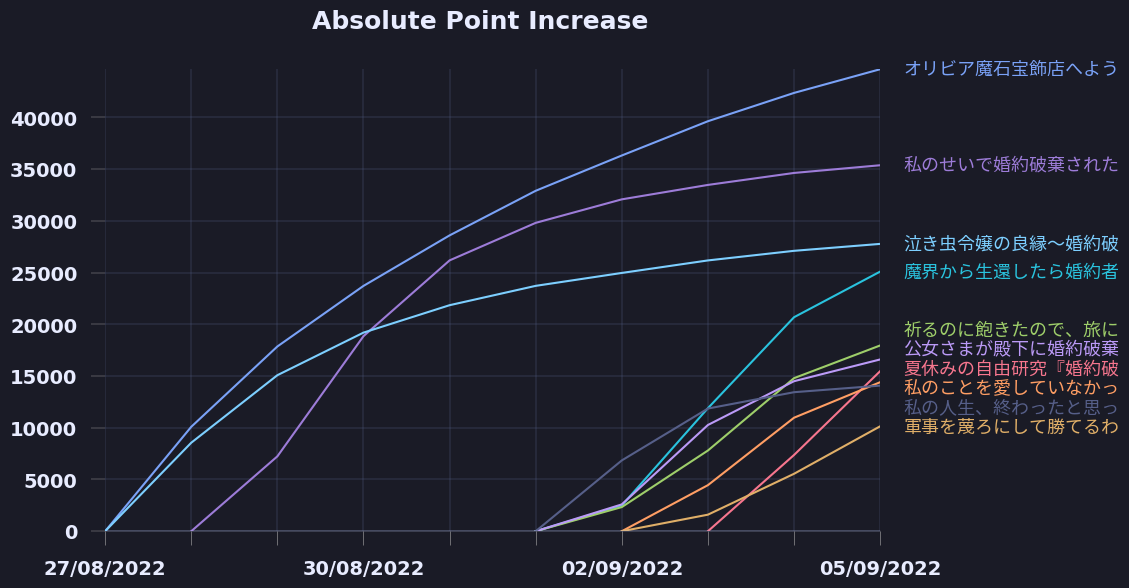 Absolute Point Increase
オリビア魔石宝飾店へよう
40000
35000
私のせいで婚約破棄された
30000
泣き虫令嬢の良縁～婚約破
25000
魔界から生還したら婚約者
20000
祈るのに飽きたので、旅に
公女さまが殿下に婚約破棄
15000
夏休みの自由研究『婚約破
私のことを愛していなかっ
私の人生、終わったと思っ
10000
軍事を蔑ろにして勝てるわ
5000
0
27/08/2022 30/08/2022 02/09/2022 05/09/2022